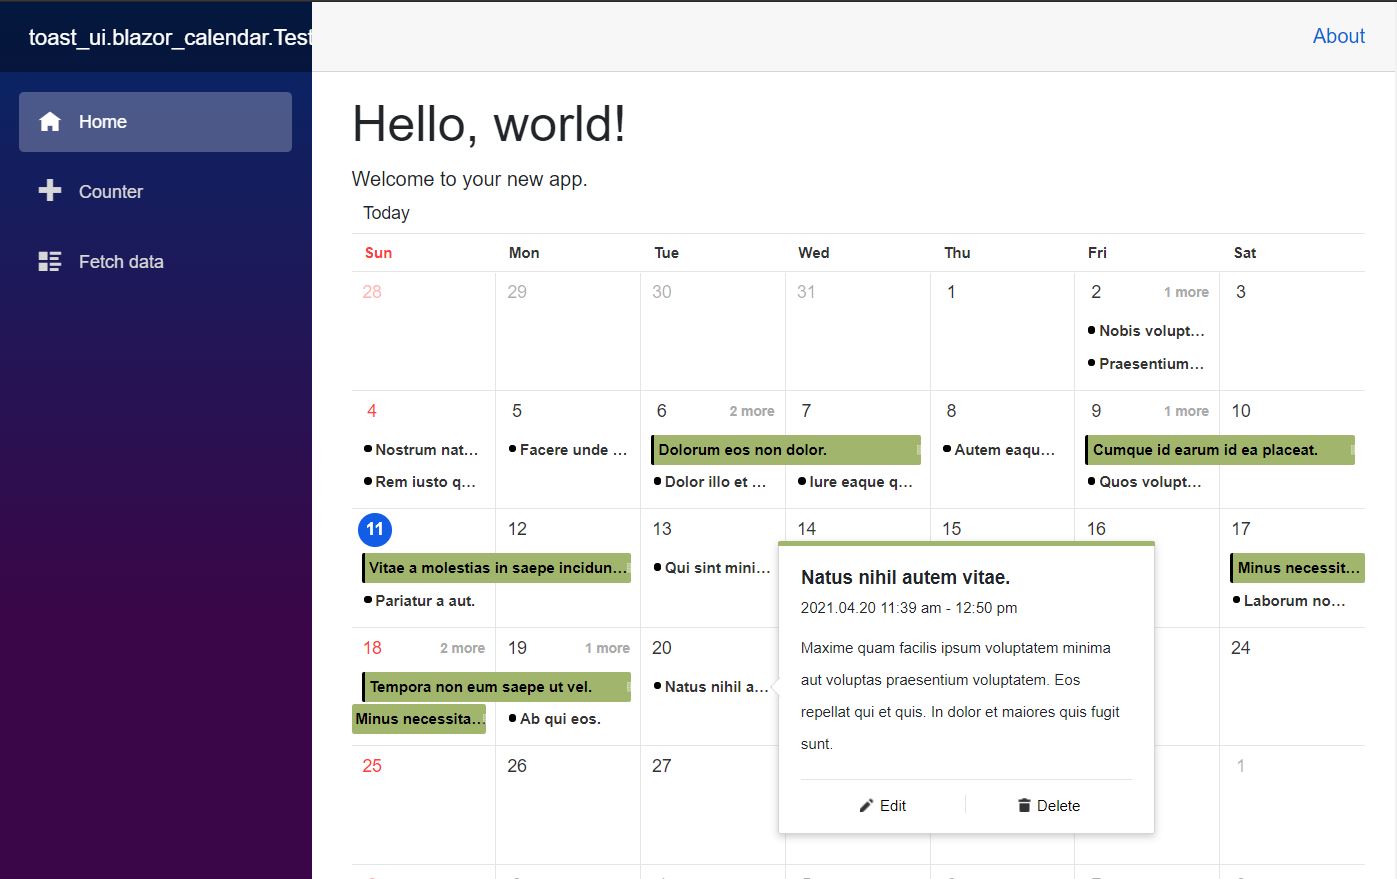 toast_ui.blazor_calendar.Test
About
Home
Counter
Fetch data
Hello, world!
Welcome to your new app.
Today
Sun Mon Tue Wed Thu Fri Sat
28 29 30 31 1 2 1 more 3
Nobis volupt...
Praesentium...
4 5 6 2 more 7 8 9 1 more 10
Nostrum nat... Facere unde ... Dolorum eos non dolor. Autem eaqu... Cumque id earum id ea placeat.
Rem iusto q... Dolor illo et ... Iure eaque q... Quos volupt...
11 12 13 14 15 16 17
Vitae a molestias in saepe incidun... Qui sint mini... Minus necessit...
Pariatur a aut. Laborum no...
18 2 more 19 1 more 20 24
Tempora non eum saepe ut vel. Natus nihil a...
Minus necessita... Ab qui eos.
25 26 27 1
Natus nihil autem vitae.
2021.04.20 11:39 am - 12:50 pm
Maxime quam facilis ipsum voluptatem minima
aut voluptas praesentium voluptatem. Eos
repellat qui et quis. In dolor et maiores quis fugit
sunt.
Edit Delete